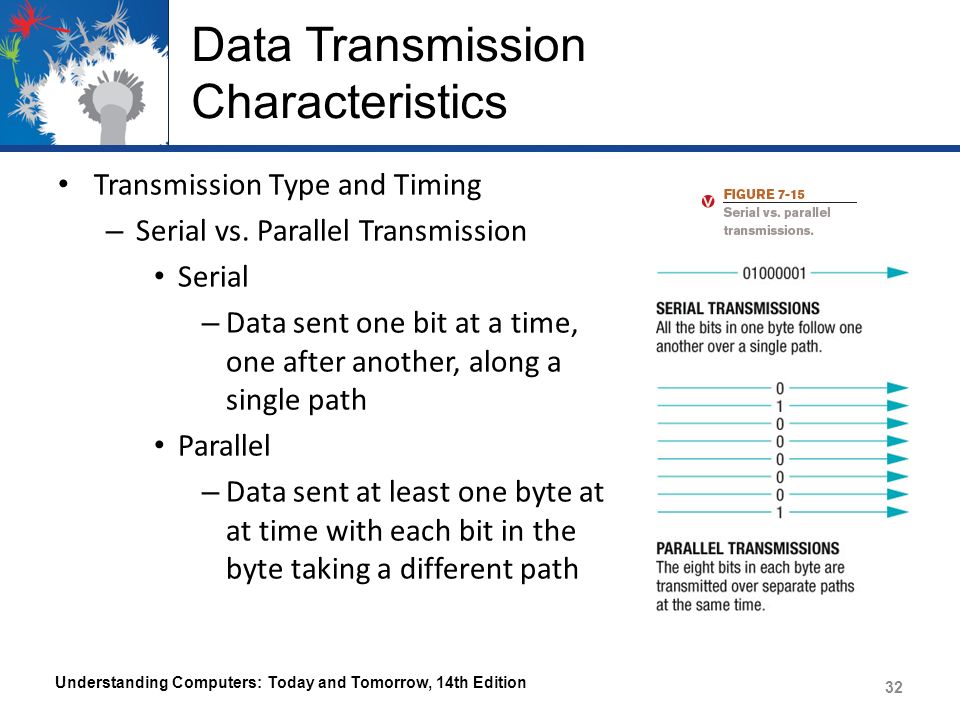 Data Transmission
Characteristics
• Transmission Type and Timing
– Serial vs. Parallel Transmission
• Serial
– Data sent one bit at a time,
one after another, along a
single path
• Parallel
– Data sent at least one byte at
at time with each bit in the
byte taking a different path
V FIGURE 7-15
Serial vs. parallel
transmissions.
01000001
SERIAL TRANSMISSIONS
All the bits in one byte follow one
another over a single path.
0
1
0
0
0
0
0
1
PARALLEL TRANSMISSIONS
The eight bits in each byte are
transmitted over separate paths
at the same time.
Understanding Computers: Today and Tomorrow, 14th Edition
32